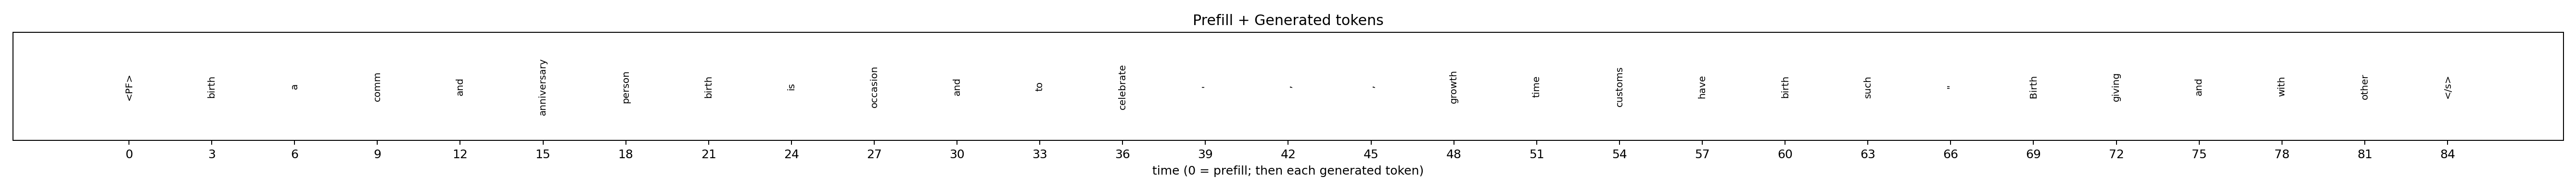 Prefill + Generated tokens
<PF> birth a comm and anniversary person birth is occasion and to celebrate - - - growth time customs have birth such " Birth giving and with other </s>
0 3 6 9 12 15 18 21 24 27 30 33 36 39 42 45 48 51 54 57 60 63 66 69 72 75 78 81 84
time (0 = prefill; then each generated token)